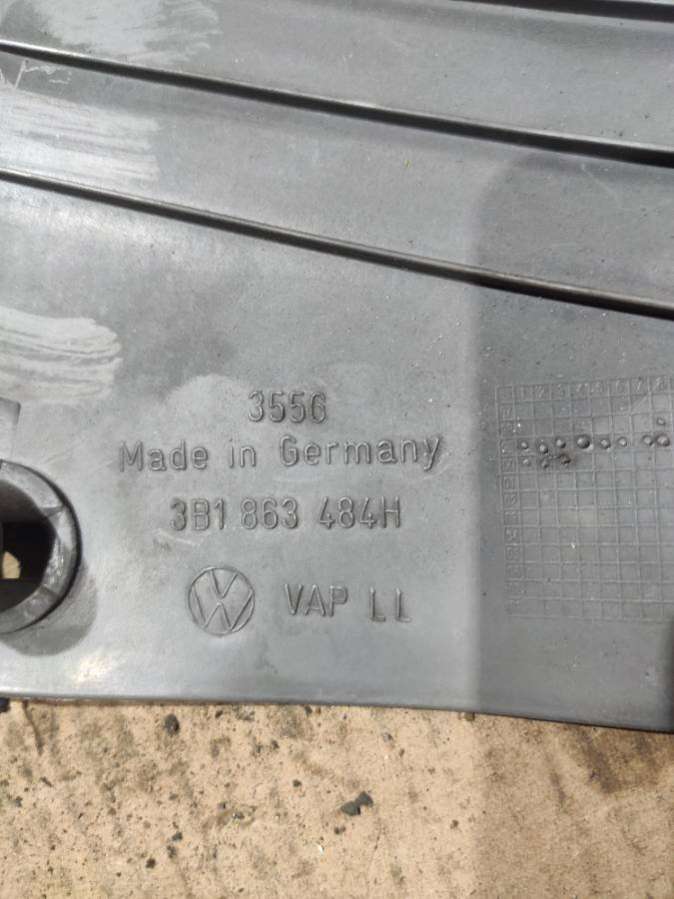 3556
Made in Germany
3B1 863 484H
VAP LL